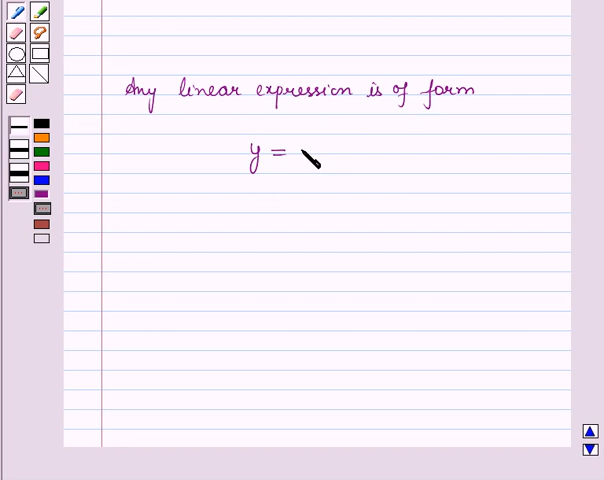 Any linear expression is of form
y =